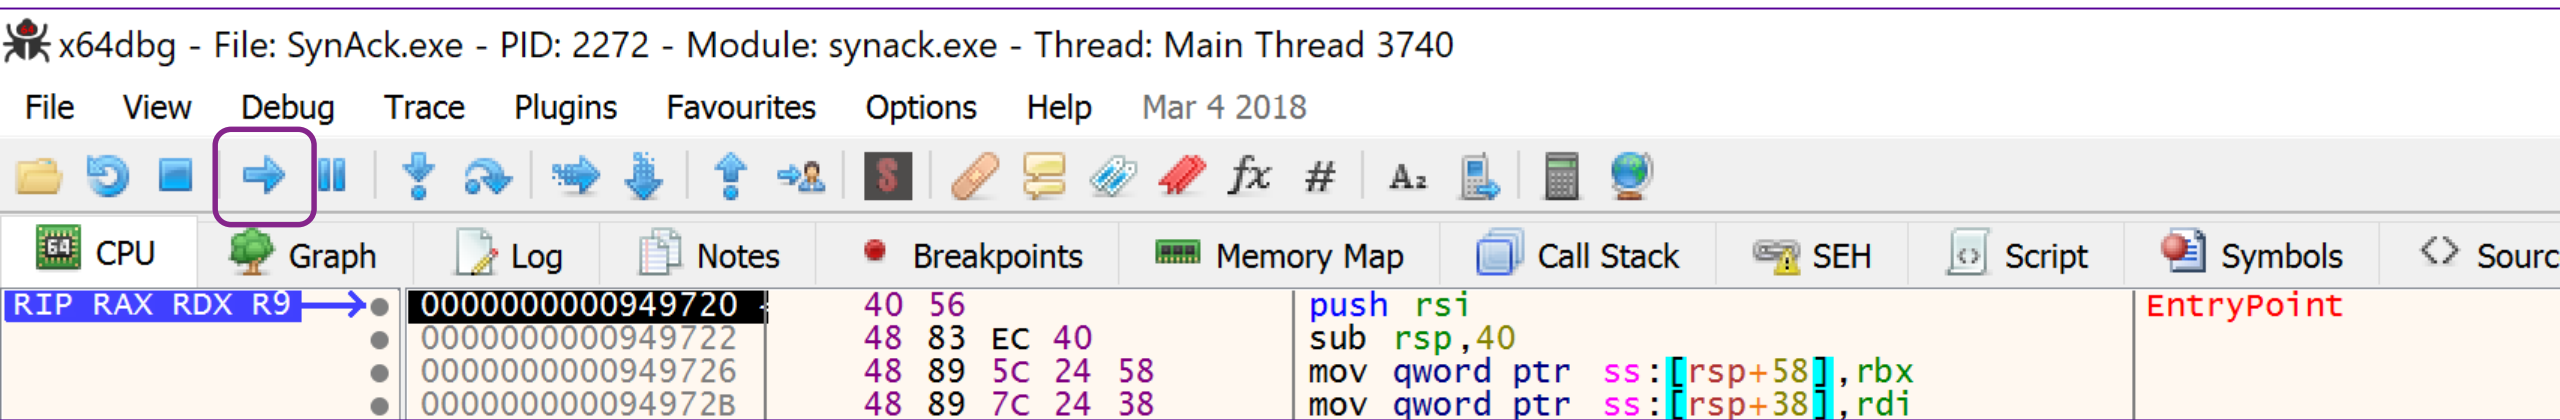 x64dbg - File: SynAck.exe - PID: 2272 - Module: synack.exe - Thread: Main Thread 3740
File View Debug Trace Plugins Favourites Options Help Mar 4 2018
S fx # Az
64 CPU Graph Log Notes Breakpoints Memory Map Call Stack SEH <> Script Symbols <> Sourc
RIP RAX RDX R9 0000000000949720 40 56 push rsi EntryPoint
0000000000949722 48 83 EC 40 sub rsp,40
0000000000949726 48 89 5C 24 58 mov qword ptr ss:[rsp+58],rbx
000000000094972B 48 89 7C 24 38 mov qword ptr ss:[rsp+38],rdi